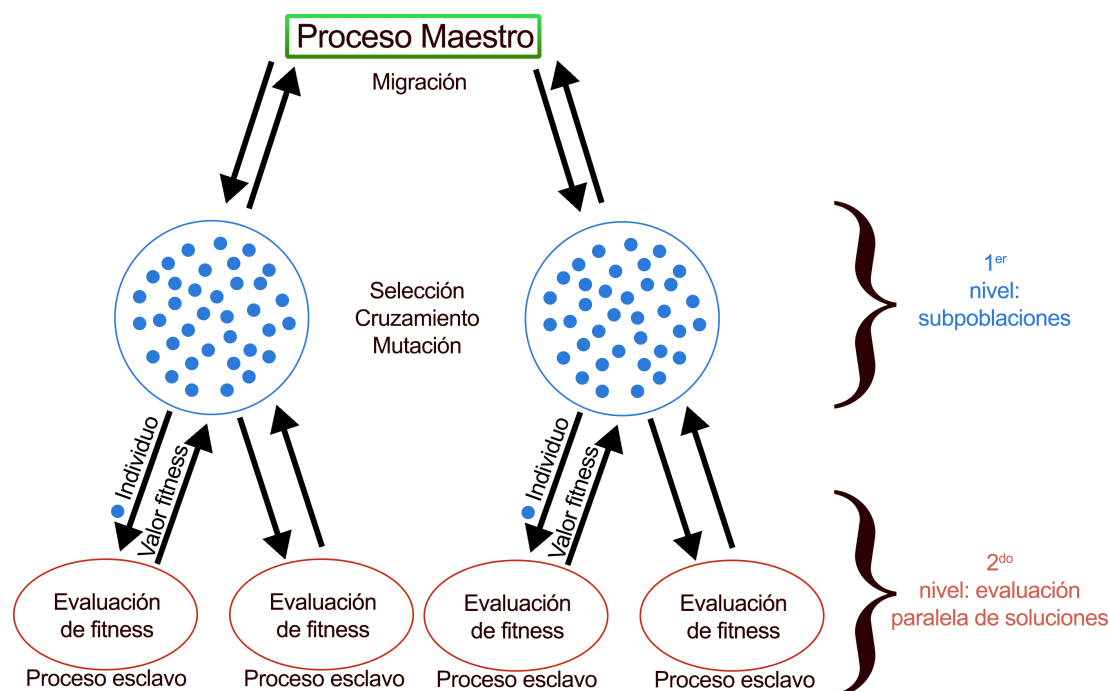 Proceso Maestro
Migración
Selección
Cruzamiento
Mutación
1er
nivel:
subpoblaciones
Individuo
Valor fitness
Individuo
Valor fitness
2do
nivel: evaluación
paralela de soluciones
Evaluación
de fitness
Evaluación
de fitness
Evaluación
de fitness
Evaluación
de fitness
Proceso esclavo
Proceso esclavo
Proceso esclavo
Proceso esclavo